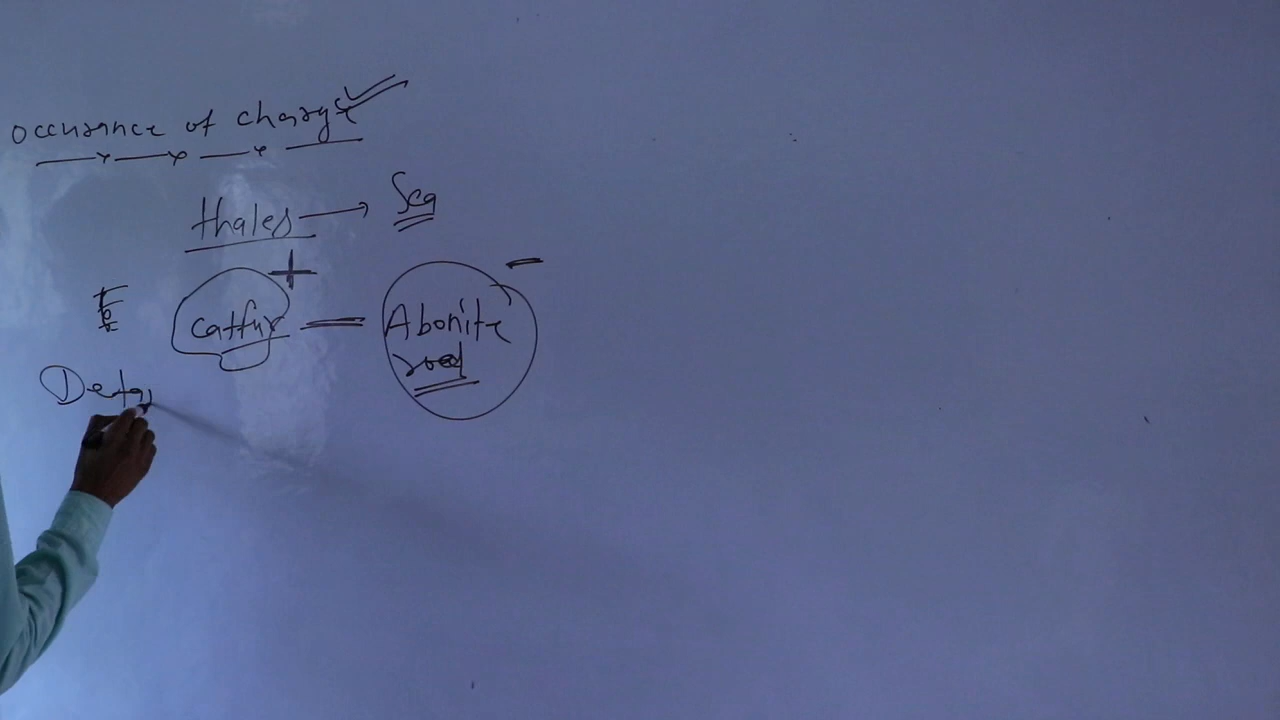 occurance of charge
thales → Sea
+ -
catfur = Abonite
rod